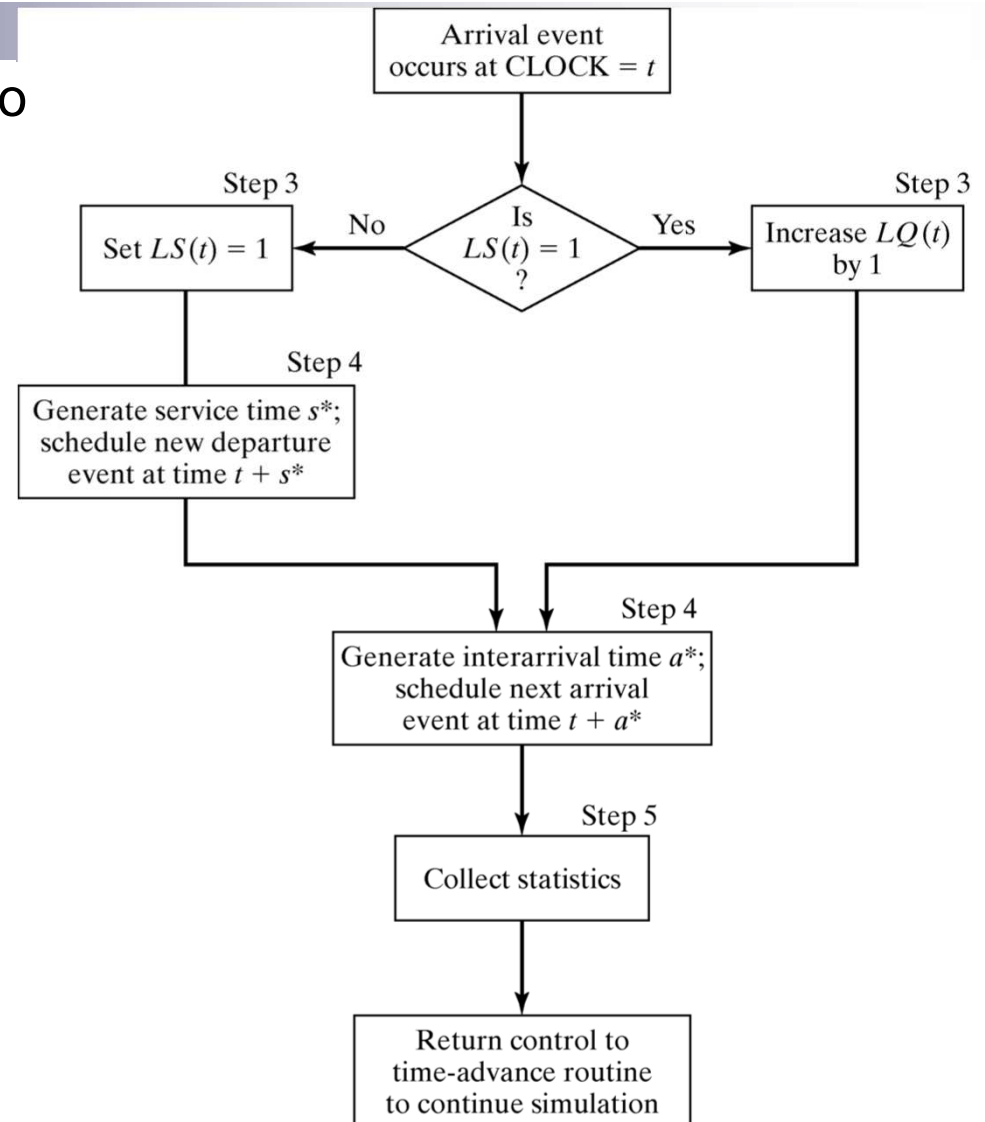 o
Arrival event
occurs at CLOCK = t
Step 3
Set LS(t) = 1
No
Is
LS(t) = 1
?
Yes
Step 3
Increase LQ(t)
by 1
Step 4
Generate service time s*;
schedule new departure
event at time t + s*
Step 4
Generate interarrival time a*;
schedule next arrival
event at time t + a*
Step 5
Collect statistics
Return control to
time-advance routine
to continue simulation